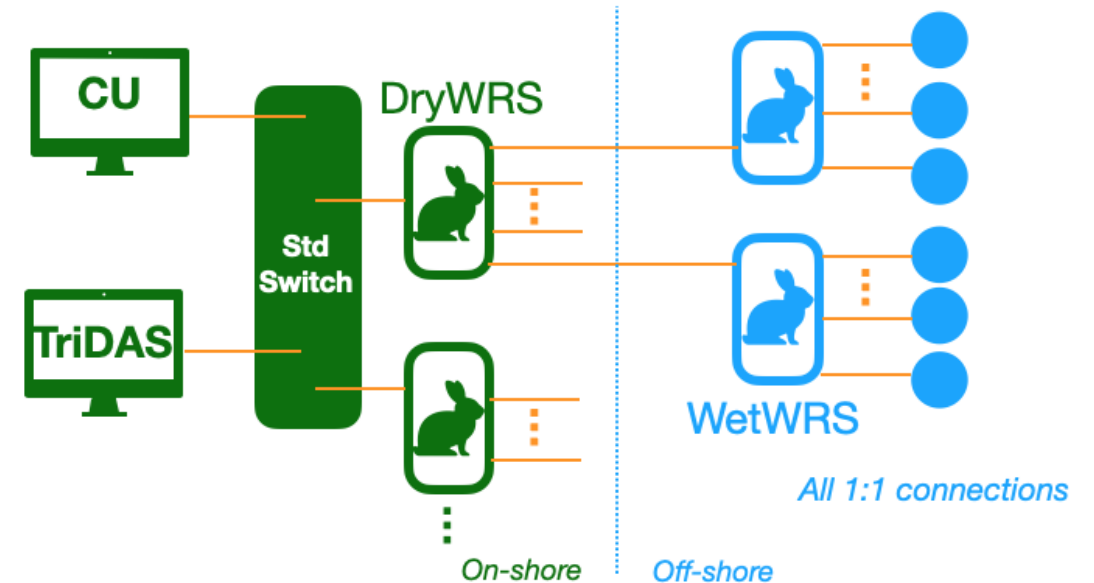 CU
DryWRS
Std
Switch
TriDAS
WetWRS
All 1:1 connections
On-shore
Off-shore